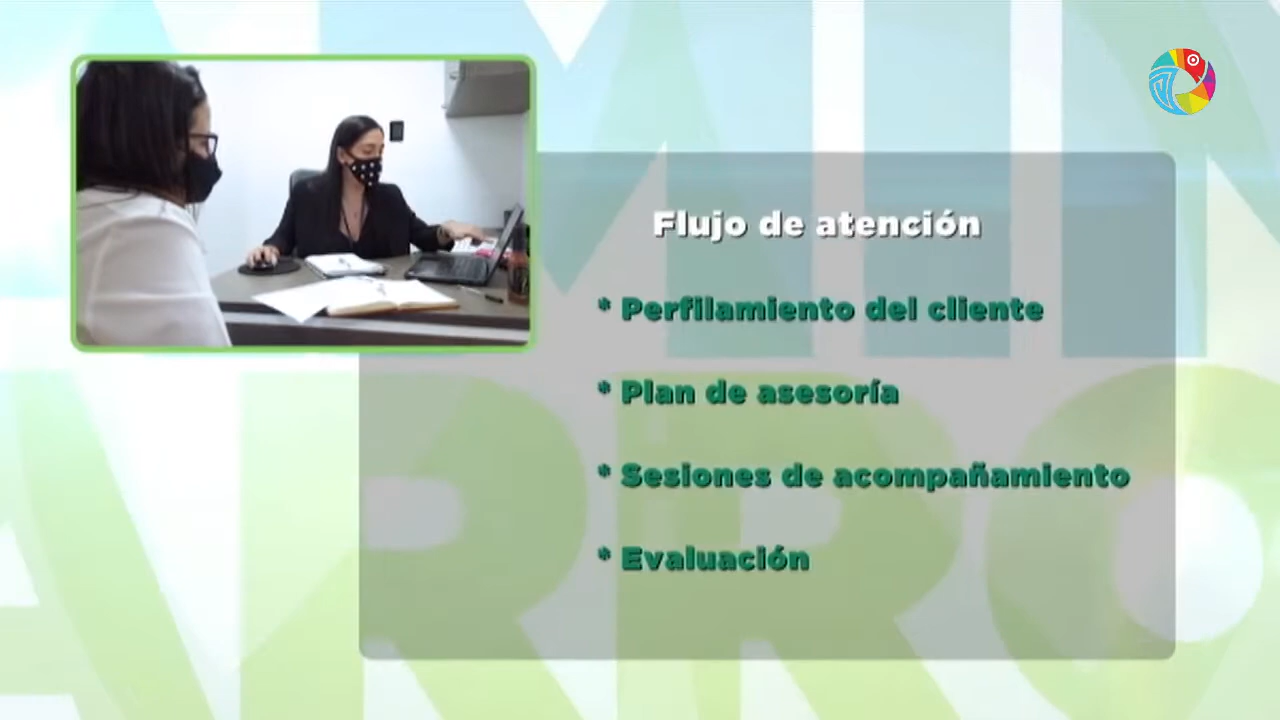 Flujo de atención
* Perfilamiento del cliente
* Plan de asesoría
* Sesiones de acompañamiento
* Evaluación